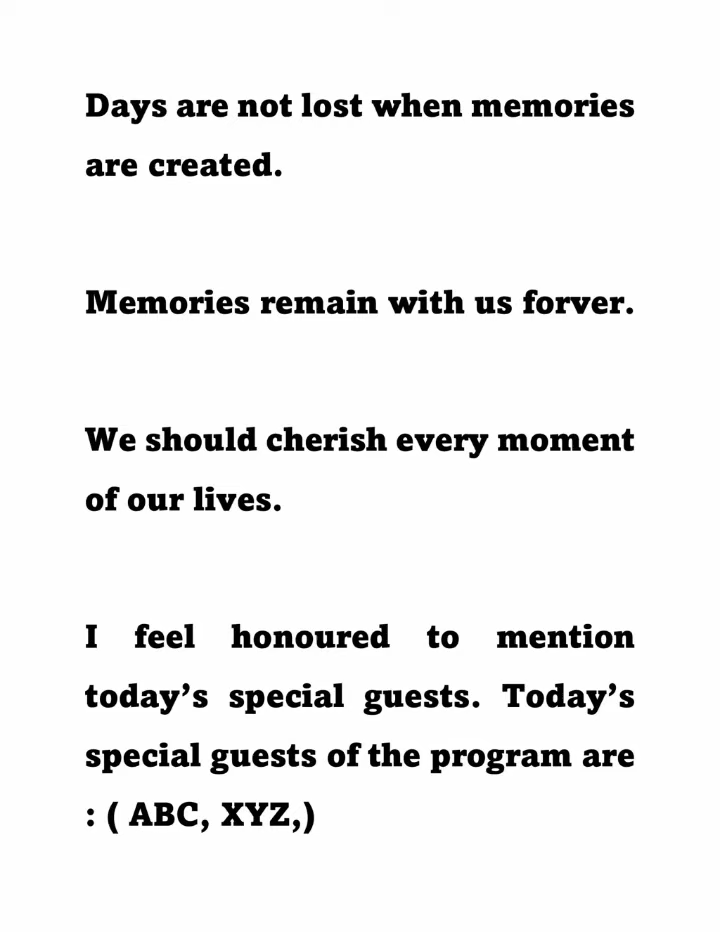 Days are not lost when memories
are created.
Memories remain with us forver.
We should cherish every moment
of our lives.
I feel honoured to mention
today’s special guests. Today’s
special guests of the program are
: ( ABC, XYZ,)